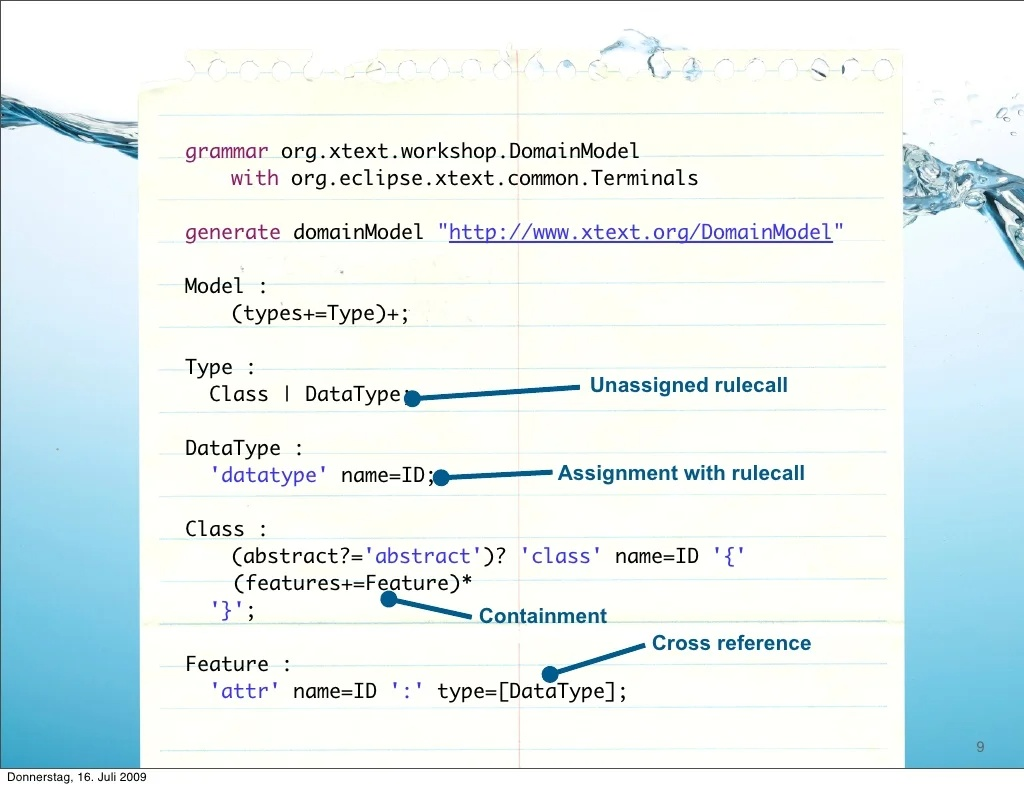 grammar org.xtext.workshop.DomainModel
with org.eclipse.xtext.common.Terminals
generate domainModel "http://www.xtext.org/DomainModel"
Model :
(types+=Type)+;
Type :
Class | DataType;
Unassigned rulecall
DataType :
'datatype' name=ID;
Assignment with rulecall
Class :
(abstract?='abstract')? 'class' name=ID '{'
(features+=Feature)*
'}';
Containment
Cross reference
Feature :
'attr' name=ID ':' type=[DataType];
9
Donnerstag, 16. Juli 2009